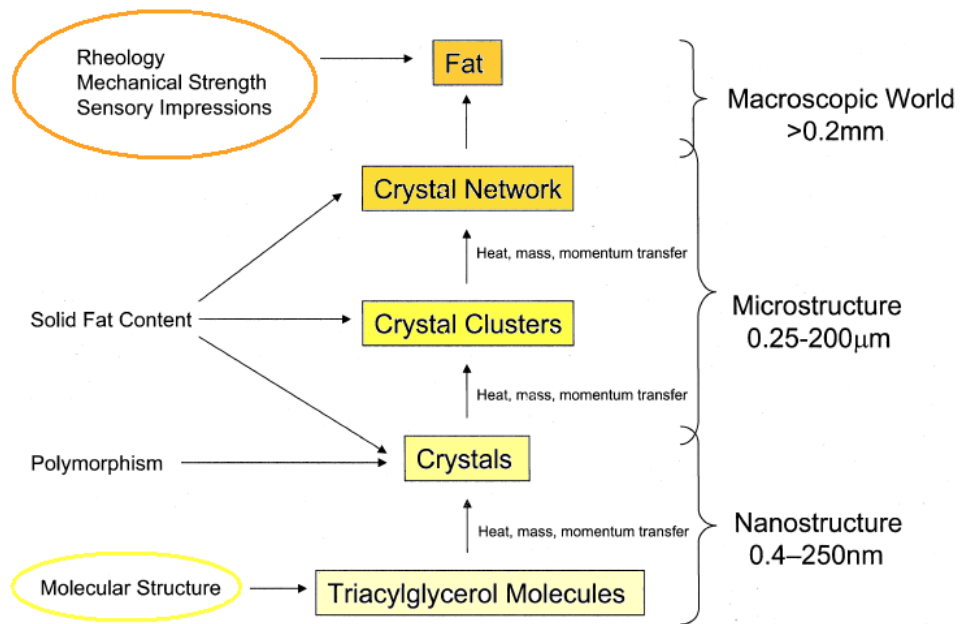 Rheology
Mechanical Strength
Sensory Impressions
Fat
Macroscopic World
>0.2mm
Crystal Network
Heat, mass, momentum transfer
Solid Fat Content
Crystal Clusters
Microstructure
0.25-200μm
Heat, mass, momentum transfer
Polymorphism
Crystals
Heat, mass, momentum transfer
Nanostructure
0.4–250nm
Molecular Structure
Triacylglycerol Molecules